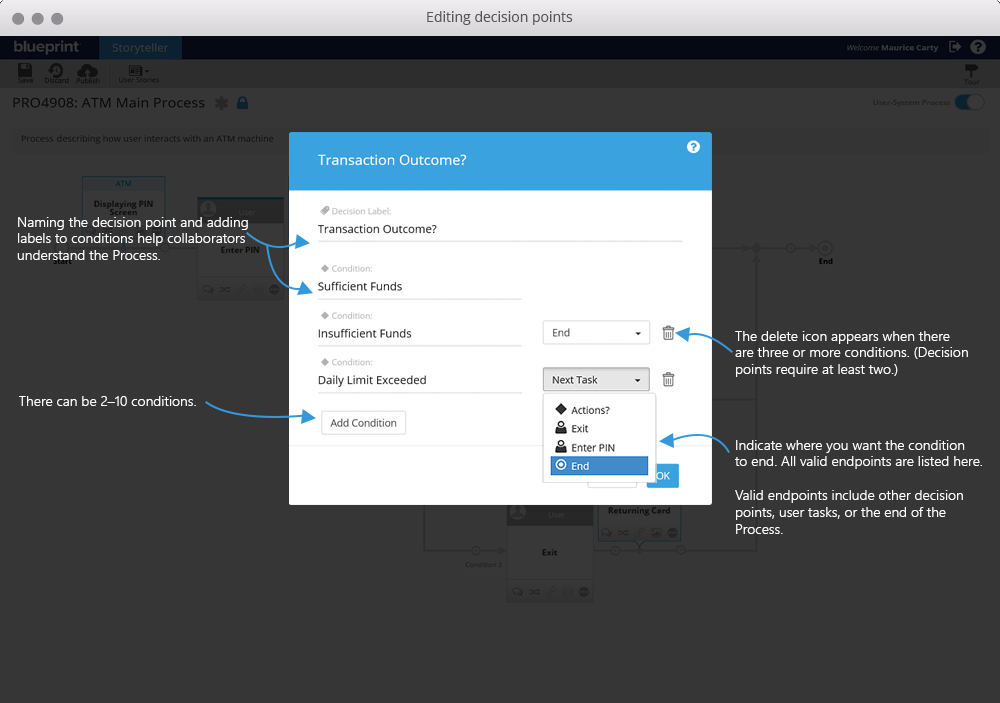 Editing decision points
blueprint
Storyteller
Welcome Maurice Carty
Save
Discard
Publish
User Stories
Tour
PRO4908: ATM Main Process
User-System Process
Process describing how user interacts with an ATM machine
Transaction Outcome?
ATM
Displaying PIN
Screen
User
Enter PIN
Start
Naming the decision point and adding
labels to conditions help collaborators
understand the Process.
Decision Label:
Transaction Outcome?
Condition:
Sufficient Funds
Condition:
Insufficient Funds
End
Condition:
Daily Limit Exceeded
Next Task
Add Condition
Actions?
Exit
Enter PIN
End
OK
End
The delete icon appears when there
are three or more conditions. (Decision
points require at least two.)
There can be 2–10 conditions.
Indicate where you want the condition
to end. All valid endpoints are listed here.
Valid endpoints include other decision
points, user tasks, or the end of the
Process.
User
Returning Card
Exit